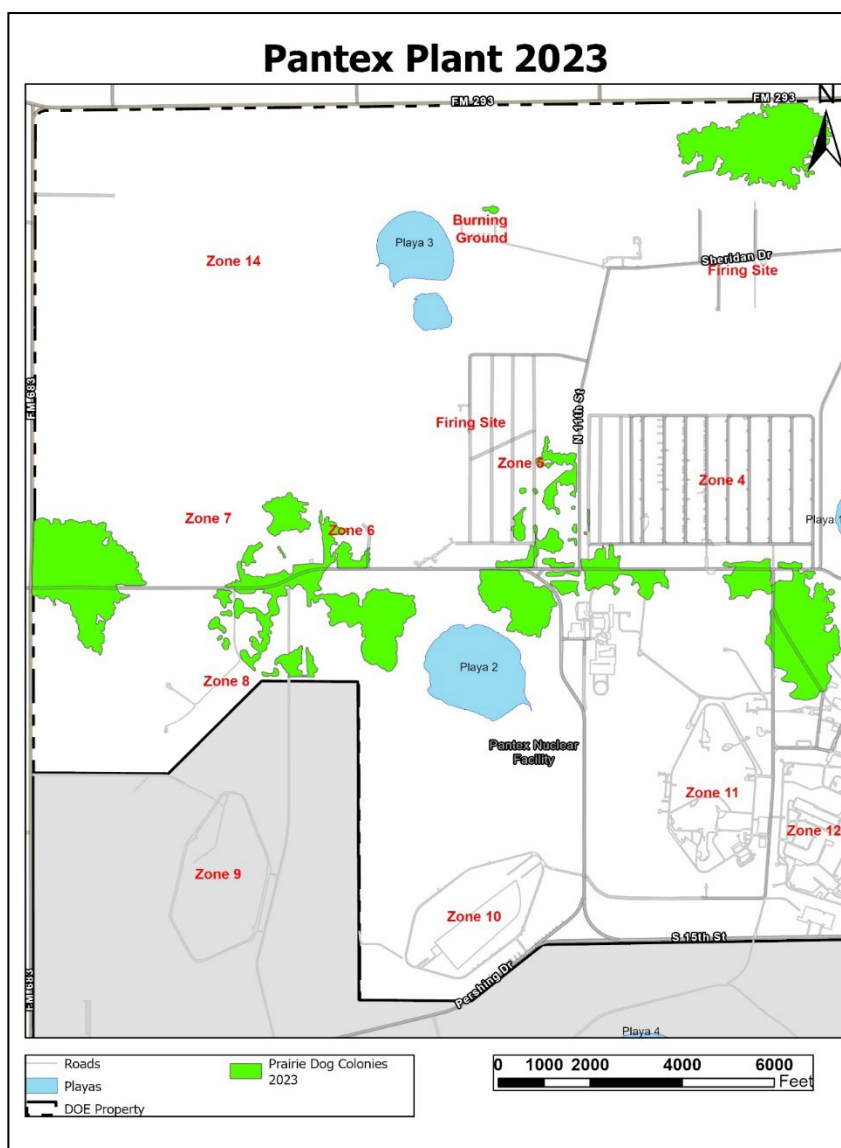 Pantex Plant 2023
FM 293
FM 293
N
Burning
Ground
Playa 3
Zone 14
Sheridan Dr
Firing Site
FM 683
N 11th St
Firing Site
Zone 5
Zone 4
Playa 1
Zone 7
Zone 6
Playa 2
Zone 8
Pantex Nuclear
Facility
Zone 11
Zone 12
Zone 9
Zone 10
S 15th St
Pershing Dr
FM 683
Playa 4
Roads
Playas
DOE Property
Prairie Dog Colonies
2023
0 1000 2000 4000 6000
Feet